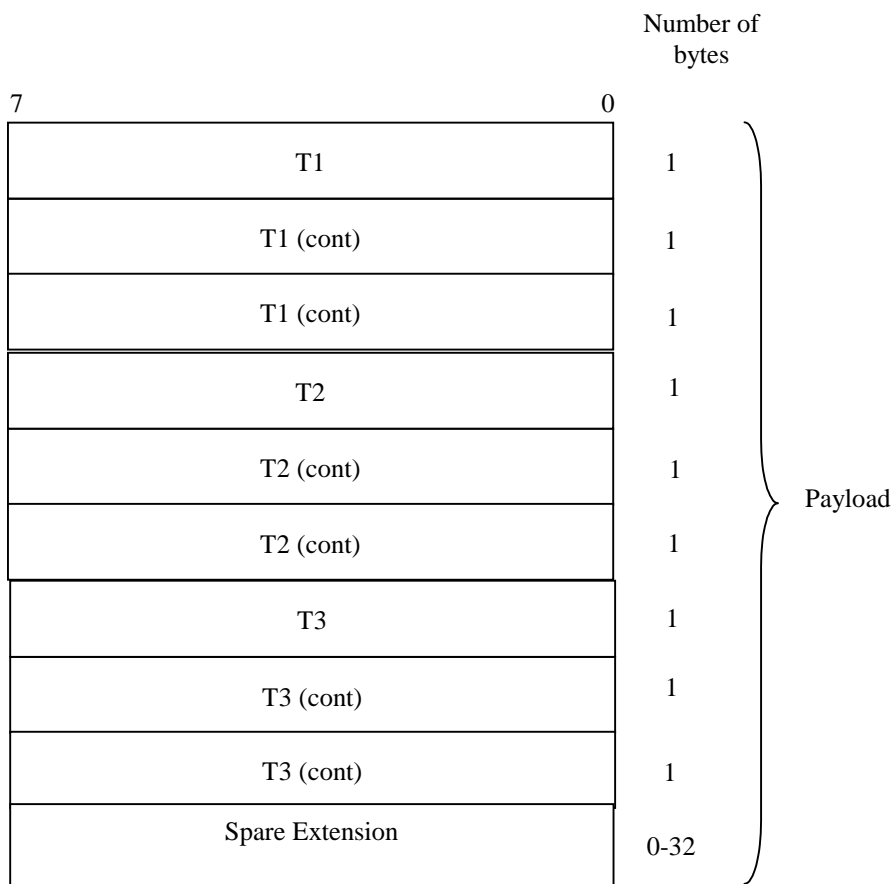 Number of
bytes
7 0
T1 1
T1 (cont) 1
T1 (cont) 1
T2 1
T2 (cont) 1
T2 (cont) 1
Payload
T3 1
T3 (cont) 1
T3 (cont) 1
Spare Extension
0-32